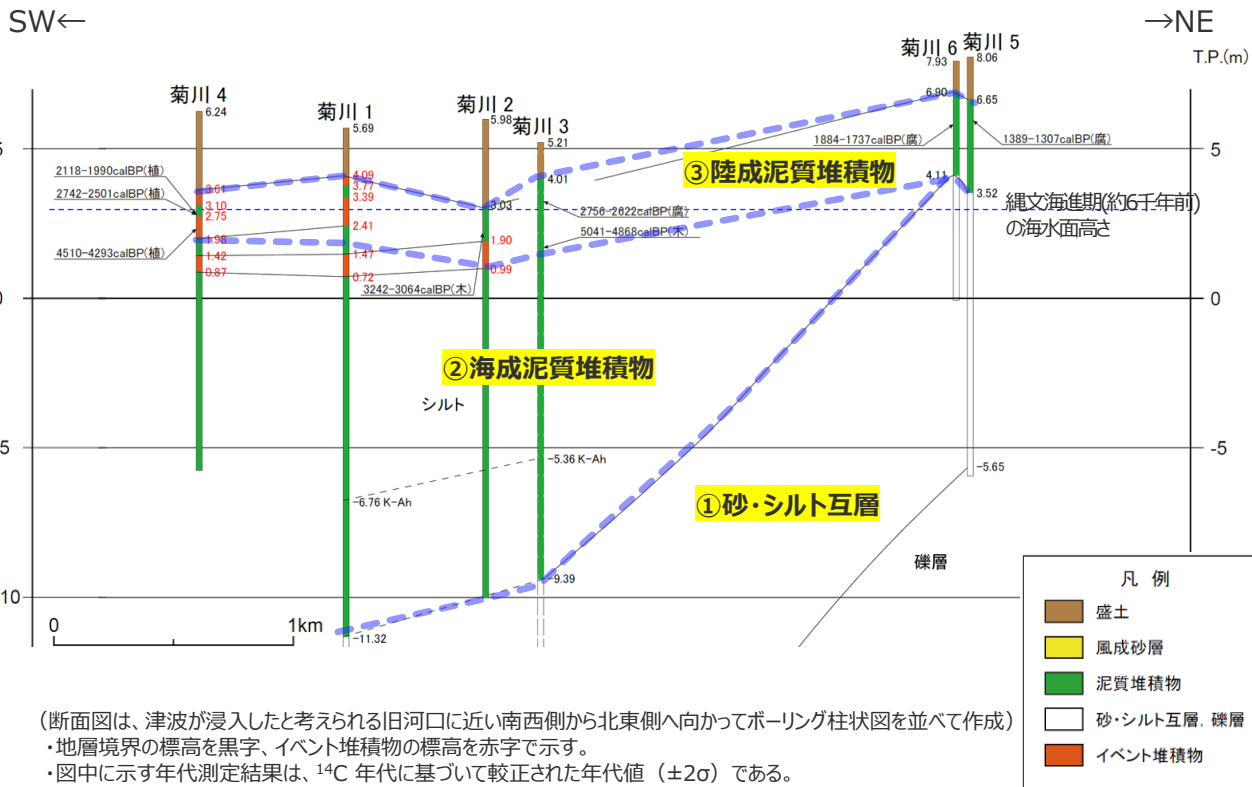 SW←
→NE
菊川 6
菊川 5
T.P.(m)
7.93
8.06
菊川 4
菊川 2
菊川 1
菊川 3
6.24
5.98
5.69
5.21
6.90
6.65
1884-1737calBP(腐)
1389-1307calBP(腐)
5
5
2118-1990calBP(植)
4.09
4.01
③陸成泥質堆積物
4.11
2742-2501calBP(植)
3.61
3.77
3.52
3.10
3.39
3.03
2756-2622calBP(腐)
縄文海進期(約6千年前)
の海水面高さ
2.75
2.41
5041-4868calBP(木)
4510-4293calBP(植)
1.98
1.90
1.42
1.47
0.87
0.72
0.99
3242-3064calBP(木)
0
0
②海成泥質堆積物
シルト
5
-5
-5.36 K-Ah
-5.65
-6.76 K-Ah
①砂・シルト互層
礫層
-9.39
10
0
1km
-11.32
凡 例
盛土
風成砂層
泥質堆積物
砂・シルト互層, 礫層
イベント堆積物
（断面図は、津波が浸入したと考えられる旧河口に近い南西側から北東側へ向かってボーリング柱状図を並べて作成）
・地層境界の標高を黒字、イベント堆積物の標高を赤字で示す。
・図中に示す年代測定結果は、¹⁴C 年代に基づいて較正された年代値（±2σ）である。